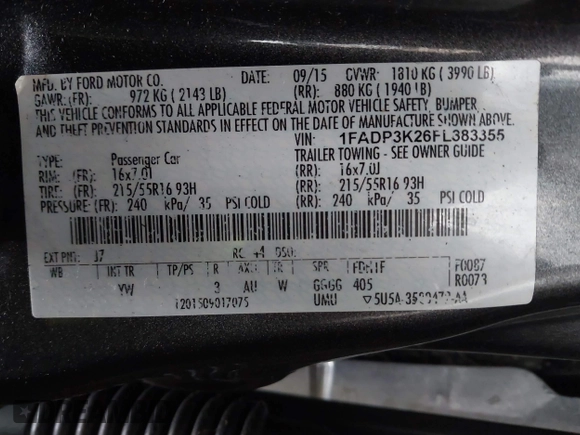 MFD. BY FORD MOTOR CO. DATE: 09/15 GVWR: 1810 KG ( 3990 LB)
GAWR: (FR): 972 KG ( 2143 LB) (RR): 880 KG ( 1940 LB)
THIS VEHICLE CONFORMS TO ALL APPLICABLE FEDERAL MOTOR VEHICLE SAFETY, BUMPER
AND THEFT PREVENTION STANDARDS IN EFFECT ON THE DATE OF MANUFACTURE SHOWN ABOVE.
VIN: 1FADP3K26FL383355
TYPE: Passenger Car TRAILER TOWING - SEE OWNER GUIDE
RIM: (FR): 16x7.0J (RR): 16x7.0J
TIRE: (FR): 215/55R16 93H (RR): 215/55R16 93H
PRESSURE: (FR): 240 kPa/ 35 PSI COLD (RR): 240 kPa/ 35 PSI COLD
EXT PNT: J7 RC: 44 DSO:
WB INT TR TP/PS R AXLE TR SPR F0087
YW 3 AU W GGGG 405 R0073
UMU